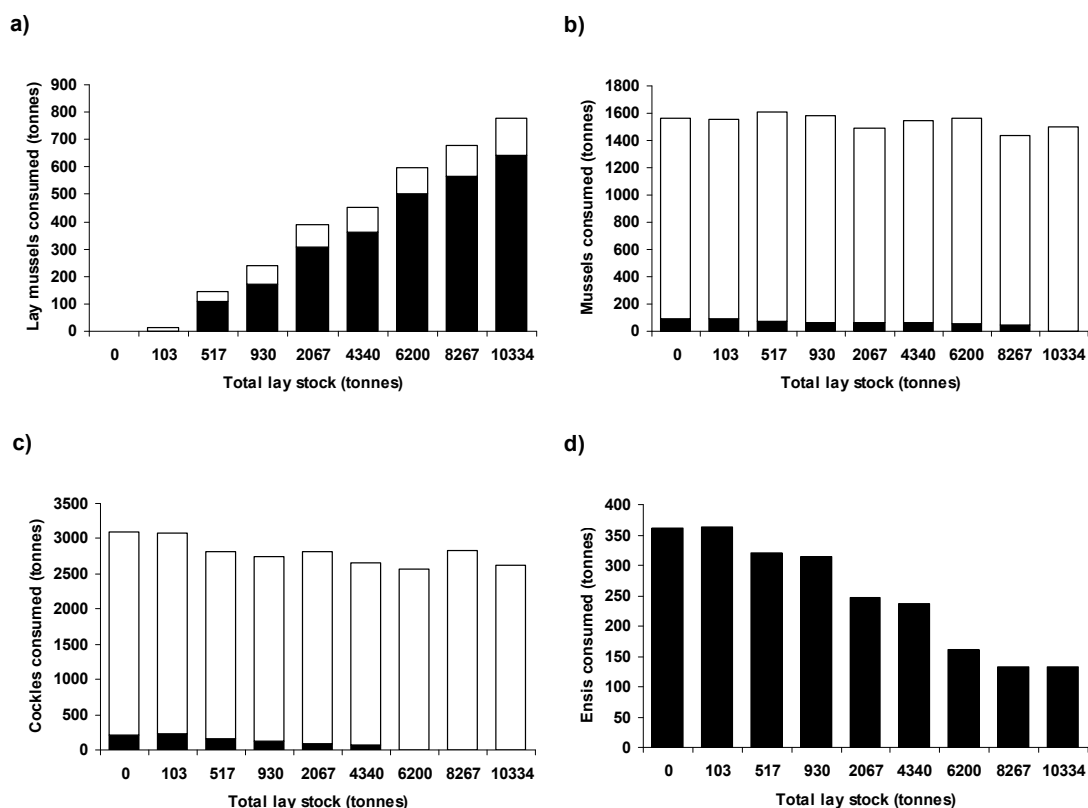 a)
Lay mussels consumed (tonnes)
900
800
700
600
500
400
300
200
100
0
0 103 517 930 2067 4340 6200 8267 10334
Total lay stock (tonnes)
b)
Mussels consumed (tonnes)
1800
1600
1400
1200
1000
800
600
400
200
0
0 103 517 930 2067 4340 6200 8267 10334
Total lay stock (tonnes)
c)
Cockles consumed (tonnes)
3500
3000
2500
2000
1500
1000
500
0
0 103 517 930 2067 4340 6200 8267 10334
Total lay stock (tonnes)
d)
Ensis consumed (tonnes)
400
350
300
250
200
150
100
50
0
0 103 517 930 2067 4340 6200 8267 10334
Total lay stock (tonnes)